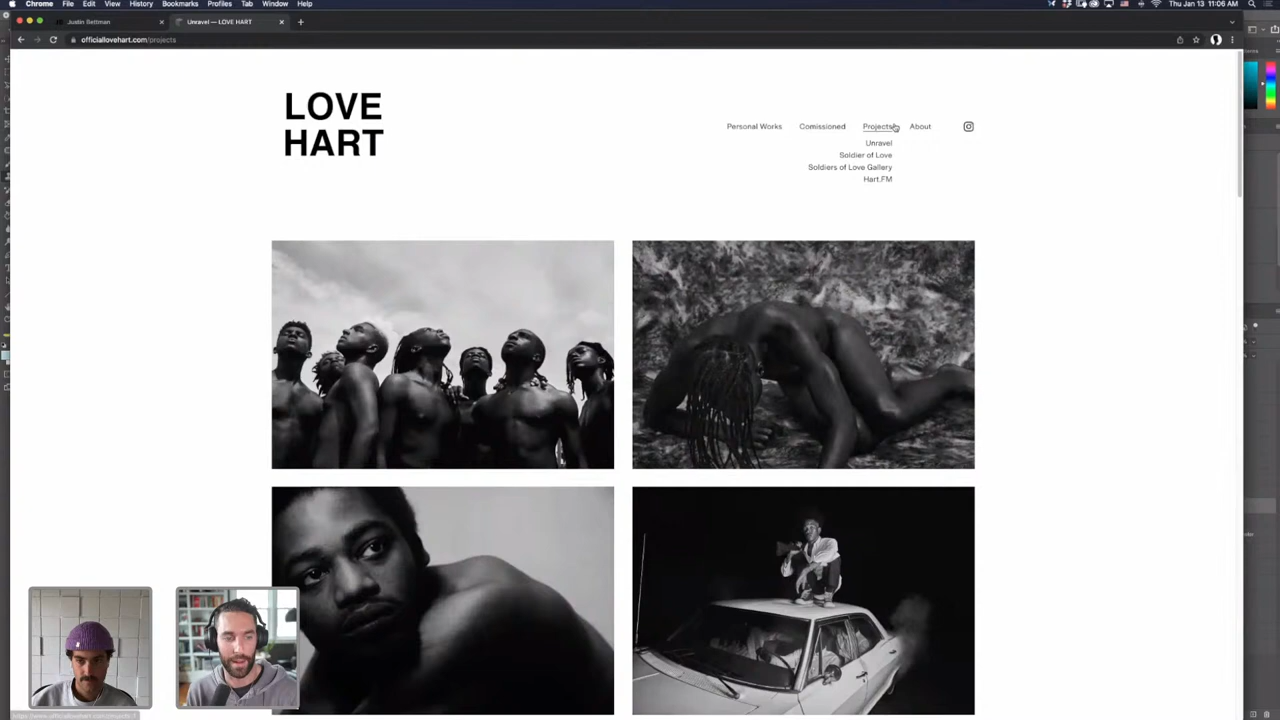 Chrome File Edit View History Bookmarks Profiles Tab Window Help
Thu Jan 13 11:06 AM
Justin Bettman
Unravel — LOVE HART
officiallovehart.com/projects
LOVE
HART
Personal Works Comissioned Projects About
Unravel
Soldier of Love
Soldiers of Love Gallery
Hart.FM